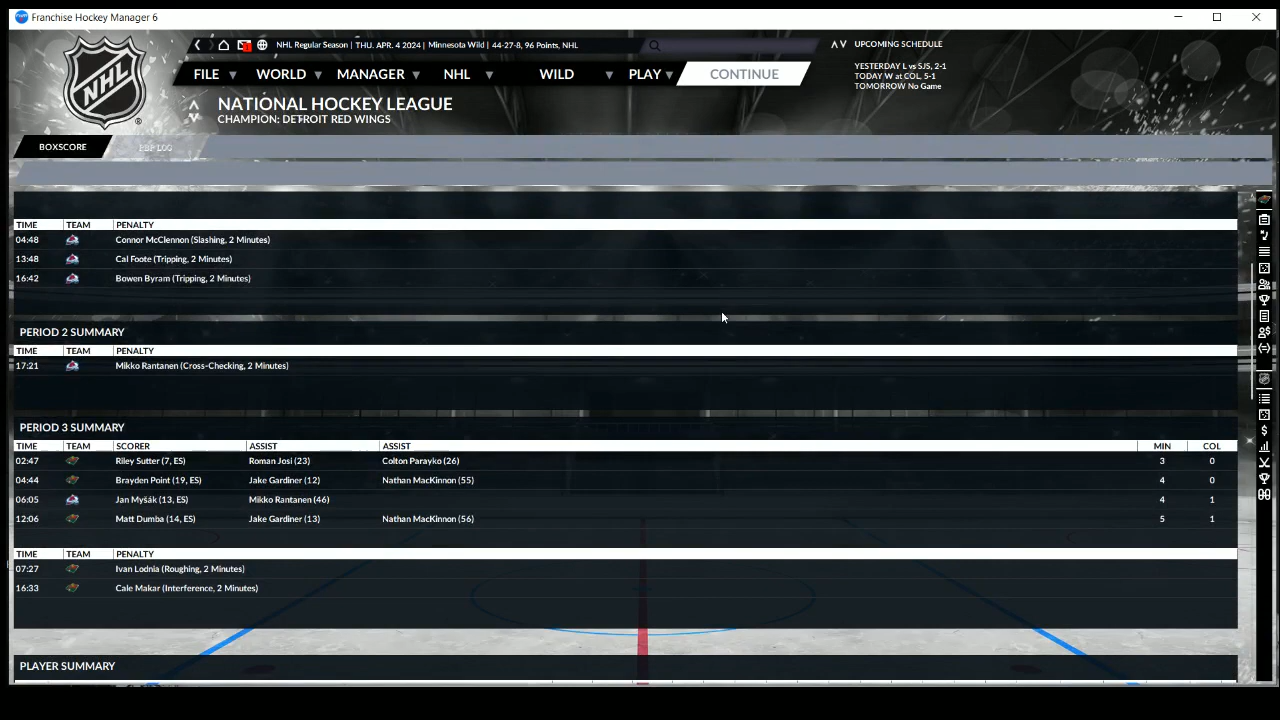 Franchise Hockey Manager 6
NHL Regular Season | THU. APR. 4 2024 | Minnesota Wild | 44-27-8, 96 Points, NHL
UPCOMING SCHEDULE
YESTERDAY L vs SJS, 2-1
TODAY W at COL, 5-1
TOMORROW No Game
FILE WORLD MANAGER NHL WILD PLAY CONTINUE
NHL
NATIONAL HOCKEY LEAGUE
CHAMPION: DETROIT RED WINGS
BOXSCORE PBP LOG
TIME TEAM PENALTY
04:48 Connor McClennon (Slashing, 2 Minutes)
13:48 Cal Foote (Tripping, 2 Minutes)
16:42 Bowen Byram (Tripping, 2 Minutes)
PERIOD 2 SUMMARY
TIME TEAM PENALTY
17:21 Mikko Rantanen (Cross-Checking, 2 Minutes)
PERIOD 3 SUMMARY
TIME TEAM SCORER ASSIST ASSIST MIN COL
02:47 Riley Sutter (7, ES) Roman Josi (23) Colton Parayko (26) 3 0
04:44 Brayden Point (19, ES) Jake Gardiner (12) Nathan MacKinnon (55) 4 0
06:05 Jan Myšák (13, ES) Mikko Rantanen (46) 4 1
12:06 Matt Dumba (14, ES) Jake Gardiner (13) Nathan MacKinnon (56) 5 1
TIME TEAM PENALTY
07:27 Ivan Lodnia (Roughing, 2 Minutes)
16:33 Cale Makar (Interference, 2 Minutes)
PLAYER SUMMARY